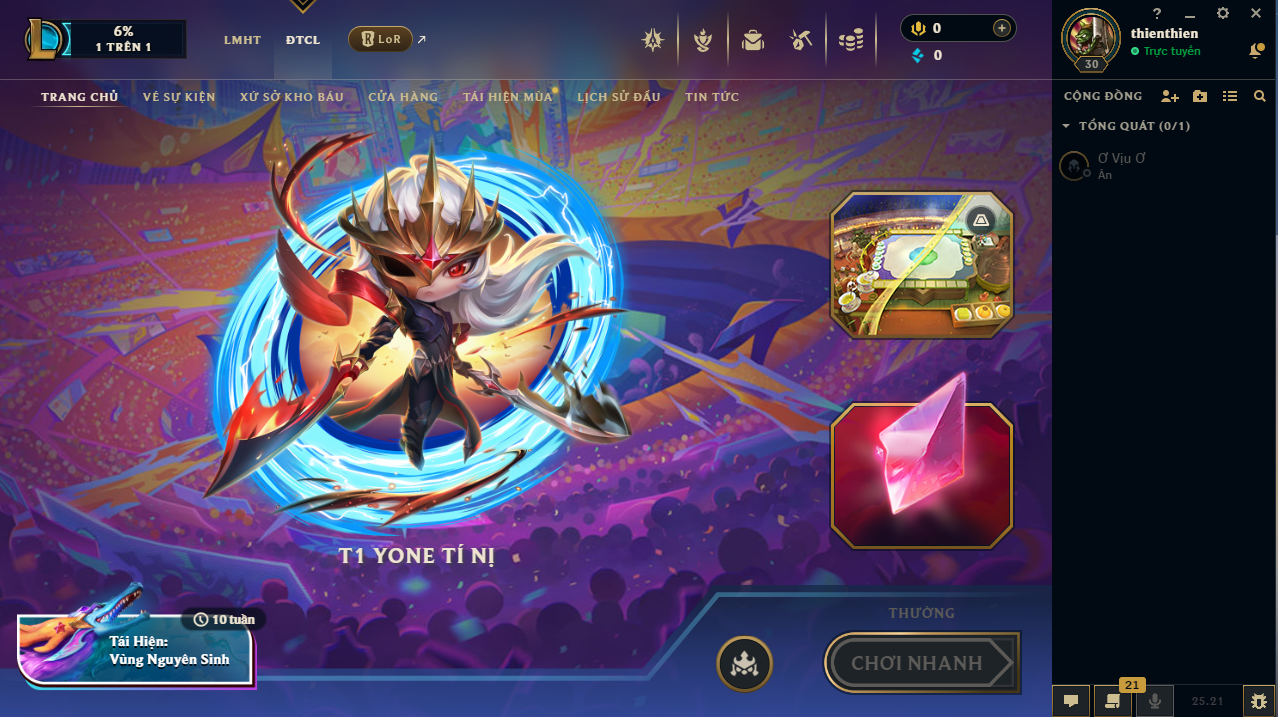 6%
1 TRÊN 1
LMHT
ĐTCL
LoR
0
0
TRANG CHỦ
VÉ SỰ KIỆN
XỨ SỞ KHO BÁU
CỬA HÀNG
TÁI HIỆN MÙA
LỊCH SỬ ĐẤU
TIN TỨC
T1 YONE TÍ NỊ
10 tuần
Tái Hiện:
Vùng Nguyên Sinh
THƯỜNG
CHƠI NHANH
?
thienthien
Trực tuyến
30
CỘNG ĐỒNG
TỔNG QUÁT (0/1)
Ơ Vịu Ơ
Ẩn
21
25.21